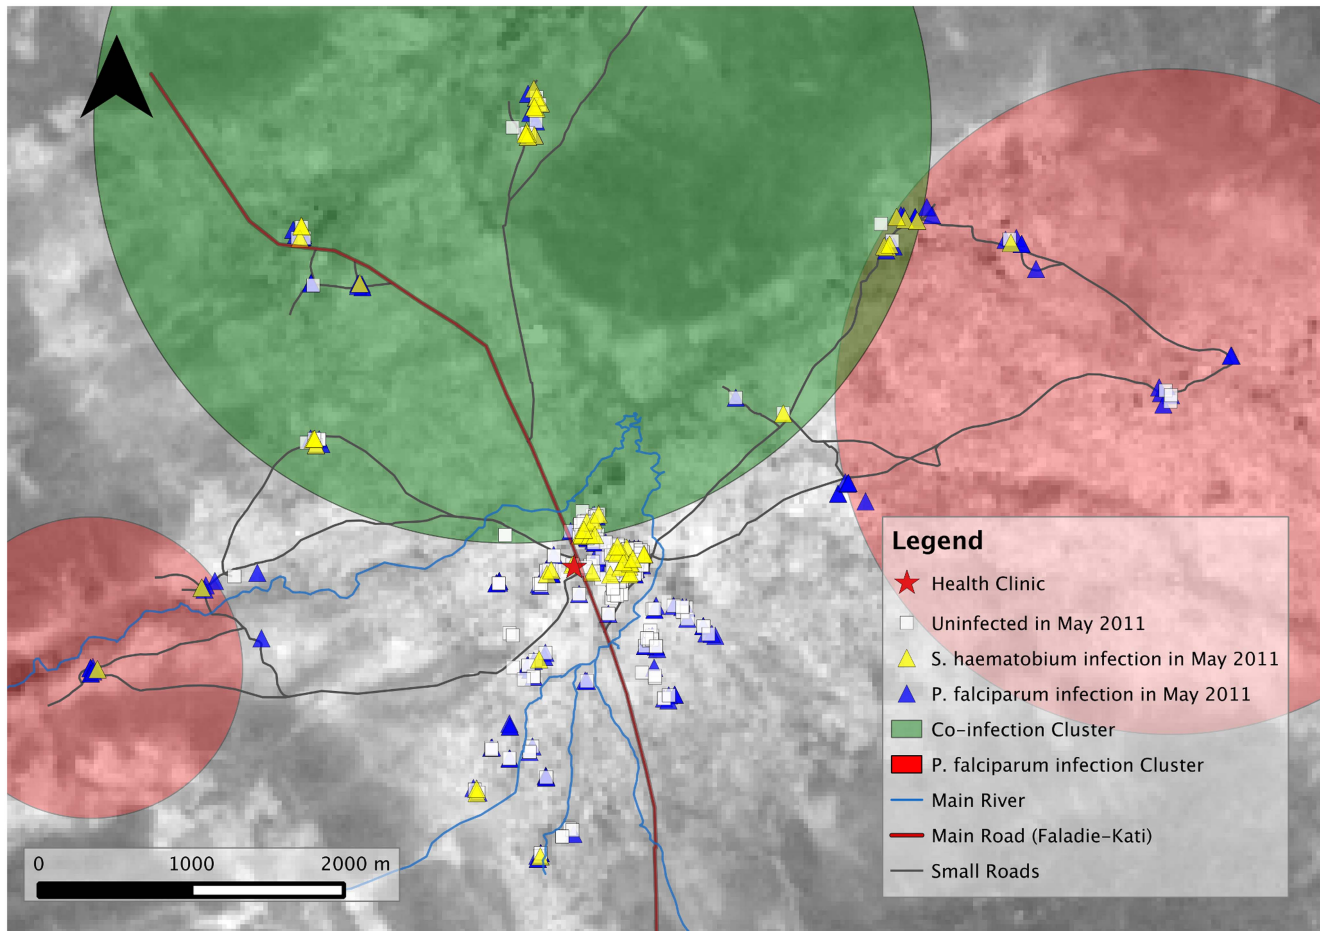 Legend
Health Clinic
Uninfected in May 2011
S. haematobium infection in May 2011
P. falciparum infection in May 2011
Co-infection Cluster
P. falciparum infection Cluster
Main River
Main Road (Faladie-Kati)
Small Roads
0 1000 2000 m